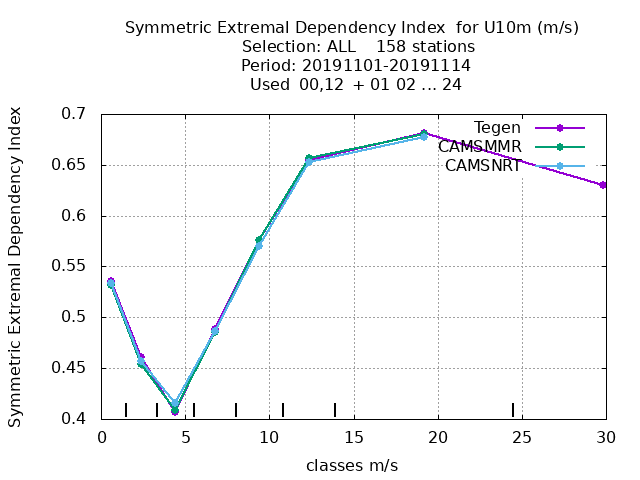 Symmetric Extremal Dependency Index  for U10m (m/s)
Selection: ALL    158 stations
Period: 20191101-20191114
Used  00,12  + 01 02 ... 24
Symmetric Extremal Dependency Index
0.7
0.65
0.6
0.55
0.5
0.45
0.4
Tegen
CAMSMMR
CAMSNRT
0 5 10 15 20 25 30
classes m/s